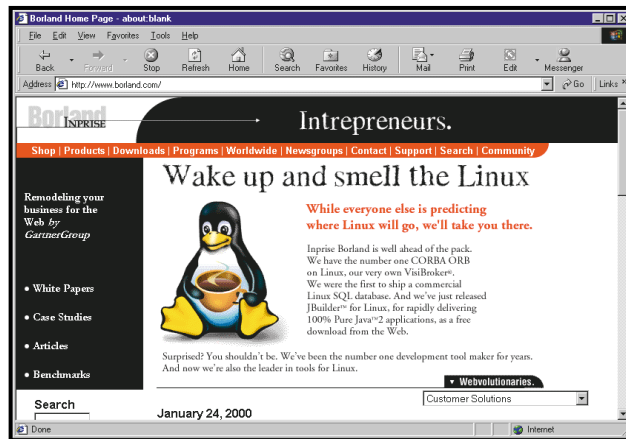 Borland Home Page - about:blank
File Edit View Favorites Tools Help
Back Forward Stop Refresh Home Search Favorites History Mail Print Edit Messenger
Address http://www.borland.com/ Go Links »
Borland INPRISE
Intrepreneurs.
Shop | Products | Downloads | Programs | Worldwide | Newsgroups | Contact | Support | Search | Community
Wake up and smell the Linux
Remodeling your
business for the
Web by
GartnerGroup
• White Papers
• Case Studies
• Articles
• Benchmarks
While everyone else is predicting
where Linux will go, we'll take you there.
Inprise Borland is well ahead of the pack.
We have the number one CORBA ORB
on Linux, our very own VisiBroker®.
We were the first to ship a commercial
Linux SQL database. And we've just released
JBuilder™ for Linux, for rapidly delivering
100% Pure Java™2 applications, as a free
download from the Web.
Surprised? You shouldn't be. We've been the number one development tool maker for years.
And now we're also the leader in tools for Linux.
Webvolutionaries.
Customer Solutions
Search
January 24, 2000
Done Internet